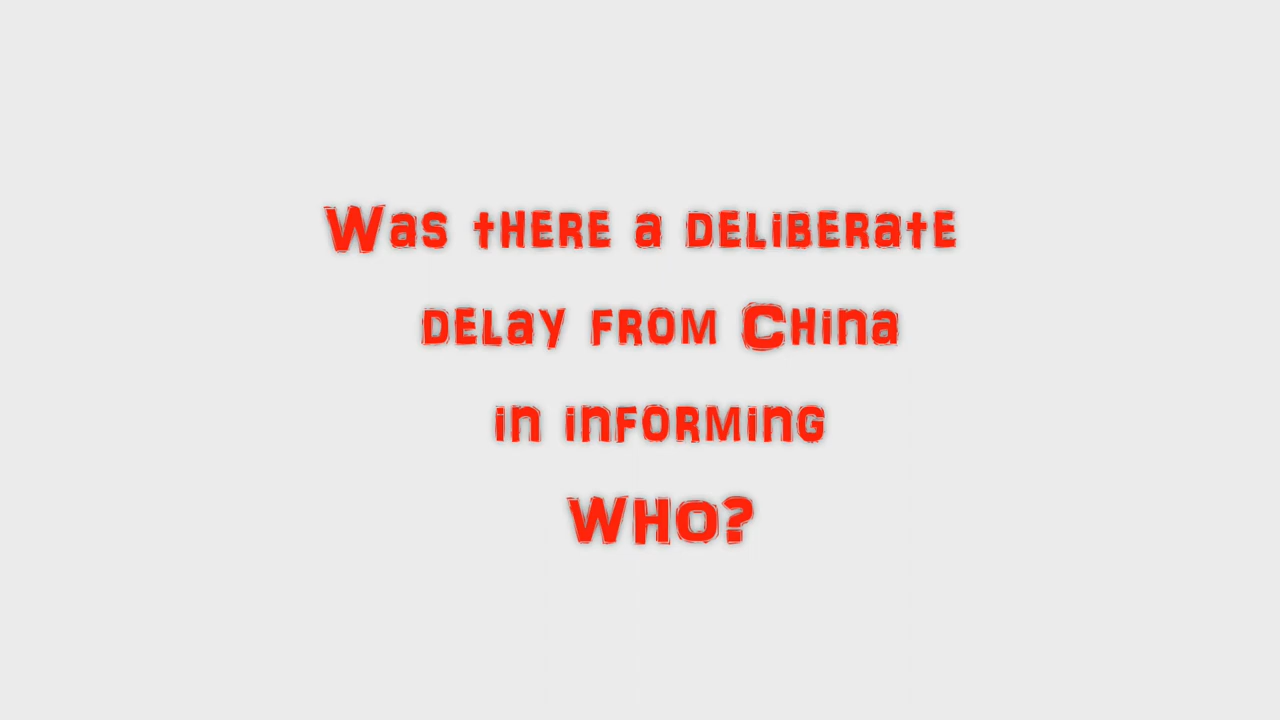 Was there a deliberate
delay from China
in informing
WHO?